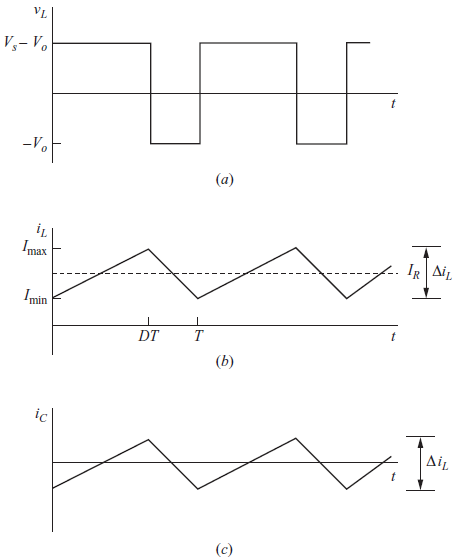 v_L
V_s – V_o
–V_o
t
(a)
i_L
I_max
I_min
I_R Δi_L
DT T t
(b)
i_C
Δi_L
t
(c)